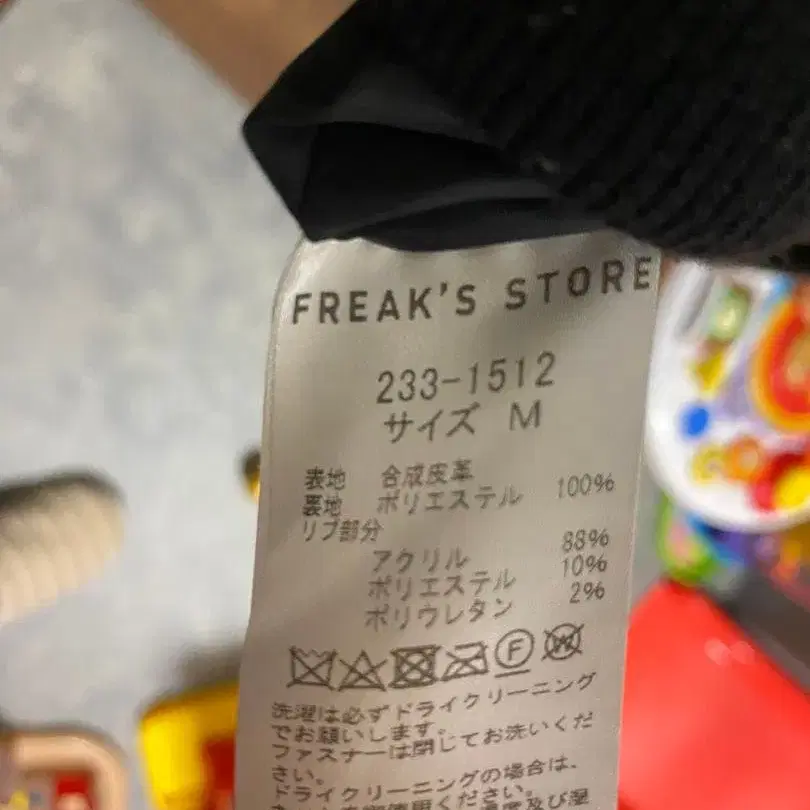 FREAK'S STORE
233-1512
サイズ M
表地 合成皮革
裏地 ポリエステル 100%
リブ部分
アクリル 88%
ポリエステル 10%
ポリウレタン 2%
F W
洗濯は必ずドライクリーニング
でお願いします。
ファスナーは閉じてお洗いくだ
さい。
ドライクリーニングの場合は、